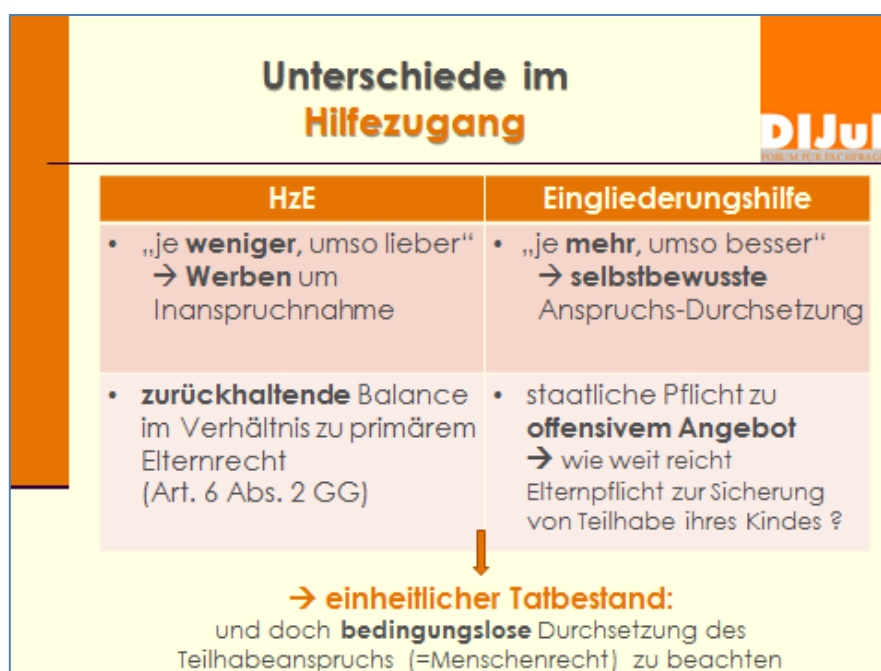 Unterschiede im
Hilfezugang
DIJuF
FORUM FÜR FACHFRAGEN
HzE
Eingliederungshilfe
• „je weniger, umso lieber“
→ Werben um
Inanspruchnahme
• „je mehr, umso besser“
→ selbstbewusste
Anspruchs-Durchsetzung
• zurückhaltende Balance
im Verhältnis zu primärem
Elternrecht
(Art. 6 Abs. 2 GG)
• staatliche Pflicht zu
offensivem Angebot
→ wie weit reicht
Elternpflicht zur Sicherung
von Teilhabe ihres Kindes ?
→ einheitlicher Tatbestand:
und doch bedingungslose Durchsetzung des
Teilhabeanspruchs (=Menschenrecht) zu beachten